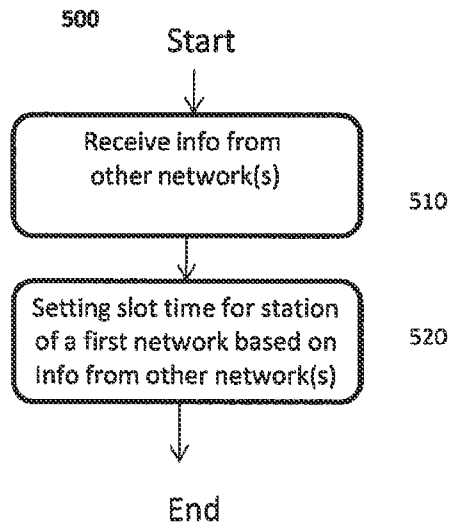 500
Start
Receive info from
other network(s)
510
Setting slot time for station
of a first network based on
Info from other network(s)
520
End